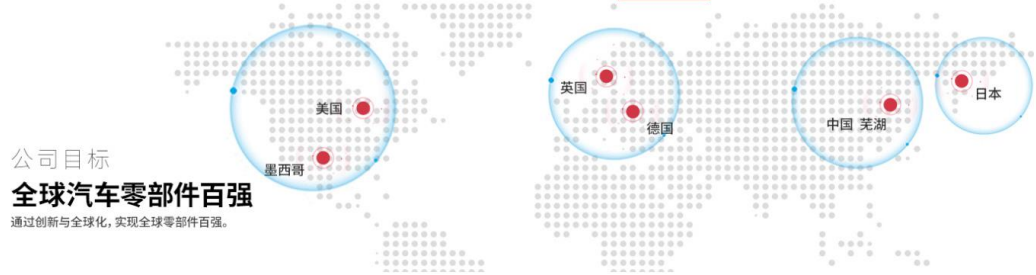 美国
墨西哥
英国
德国
中国 芜湖
日本
公司目标
全球汽车零部件百强
通过创新与全球化，实现全球零部件百强。